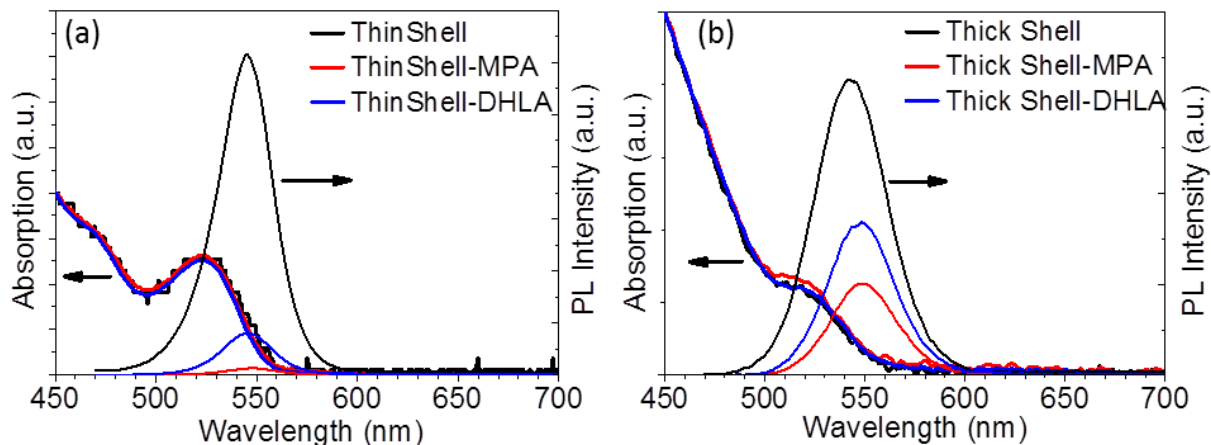 (a)
ThinShell
ThinShell-MPA
ThinShell-DHLA
Absorption (a.u.)
PL Intensity (a.u.)
450 500 550 600 650 700
Wavelength (nm)
(b)
Thick Shell
Thick Shell-MPA
Thick Shell-DHLA
Absorption (a.u.)
PL Intensity (a.u.)
450 500 550 600 650 700
Wavelength (nm)